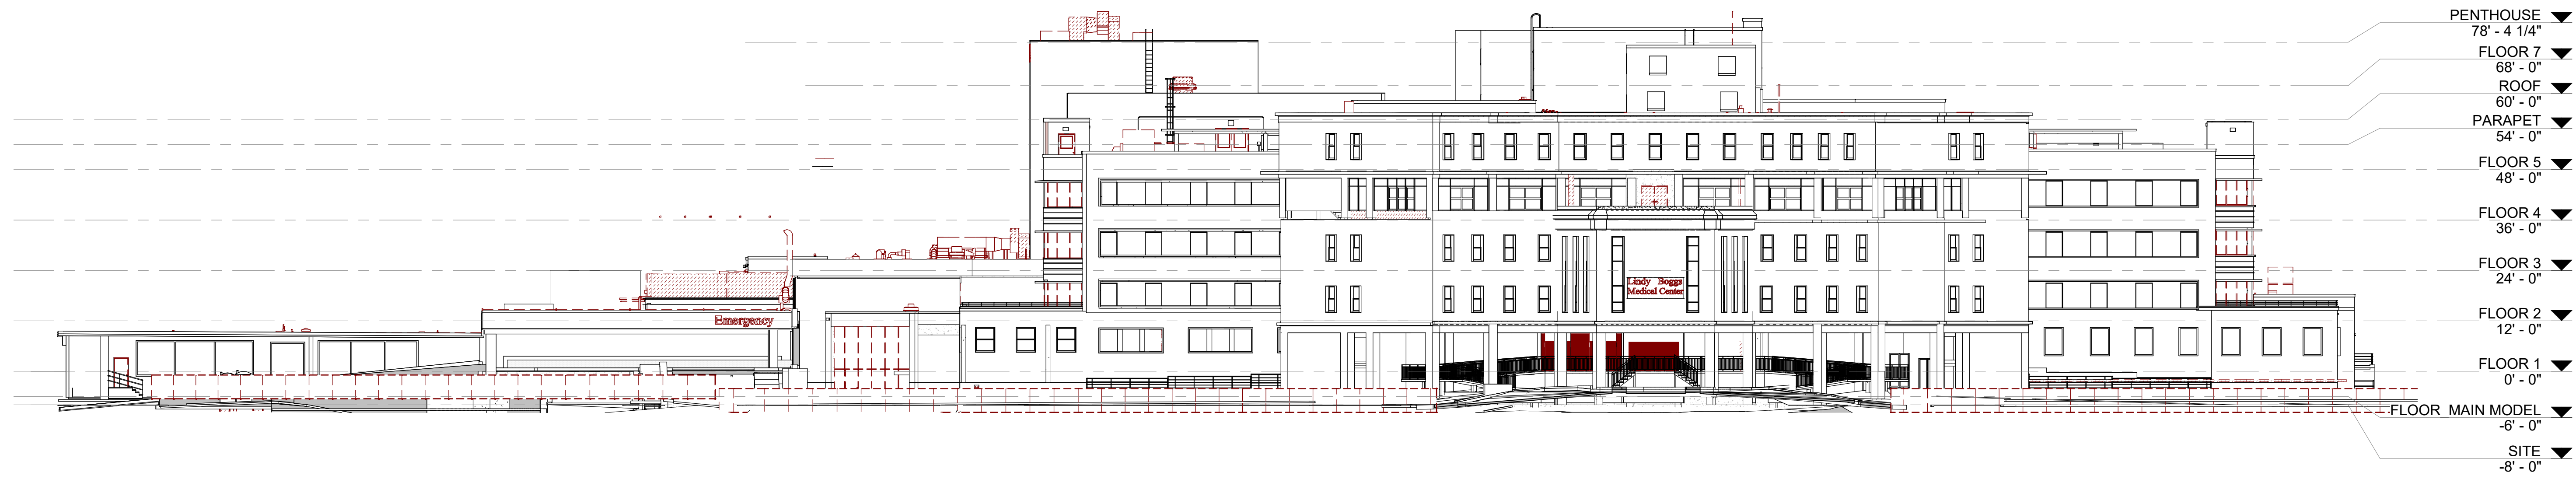 PENTHOUSE
78' - 4 1/4"
FLOOR 7
68' - 0"
ROOF
60' - 0"
PARAPET
54' - 0"
FLOOR 5
48' - 0"
FLOOR 4
36' - 0"
FLOOR 3
24' - 0"
Lindy Boggs
Medical Center
Emergency
FLOOR 2
12' - 0"
FLOOR 1
0' - 0"
FLOOR_MAIN MODEL
-6' - 0"
SITE
-8' - 0"